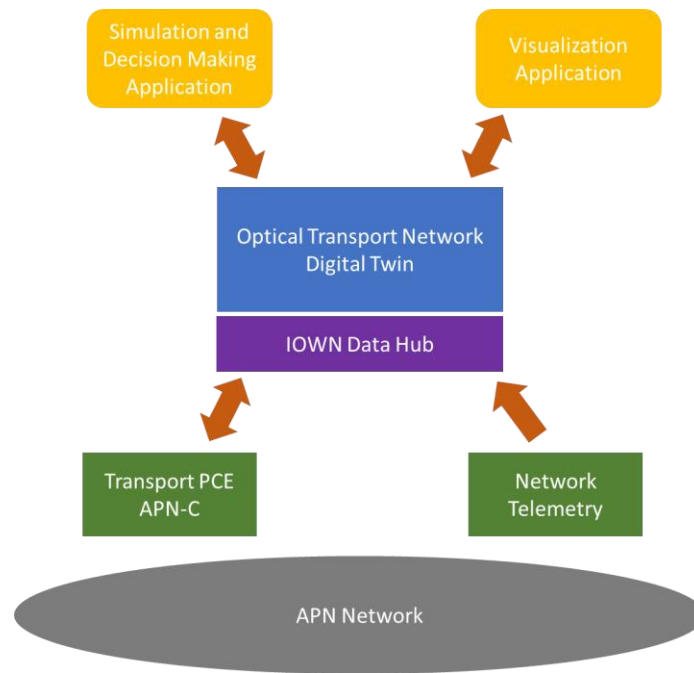 Simulation and
Decision Making
Application
Visualization
Application
Optical Transport Network
Digital Twin
IOWN Data Hub
Transport PCE
APN-C
Network
Telemetry
APN Network